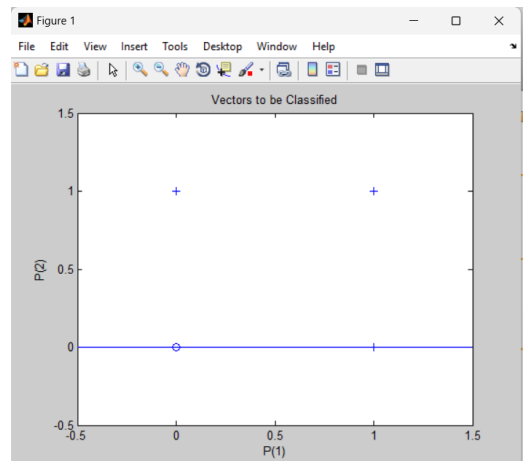 Figure 1
File Edit View Insert Tools Desktop Window Help
Vectors to be Classified
1.5
1
0.5
0
-0.5
P(2)
-0.5 0 0.5 1 1.5
P(1)